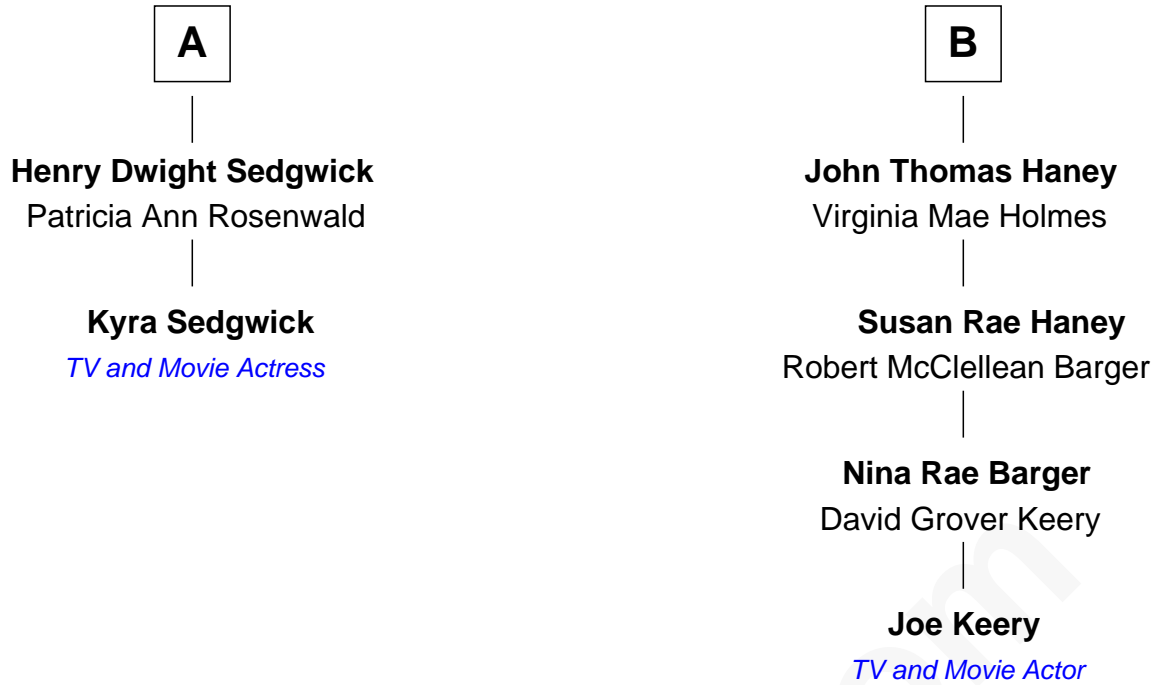 A
Henry Dwight Sedgwick
Patricia Ann Rosenwald
Kyra Sedgwick
TV and Movie Actress
B
John Thomas Haney
Virginia Mae Holmes
Susan Rae Haney
Robert McClellean Barger
Nina Rae Barger
David Grover Keery
Joe Keery
TV and Movie Actor